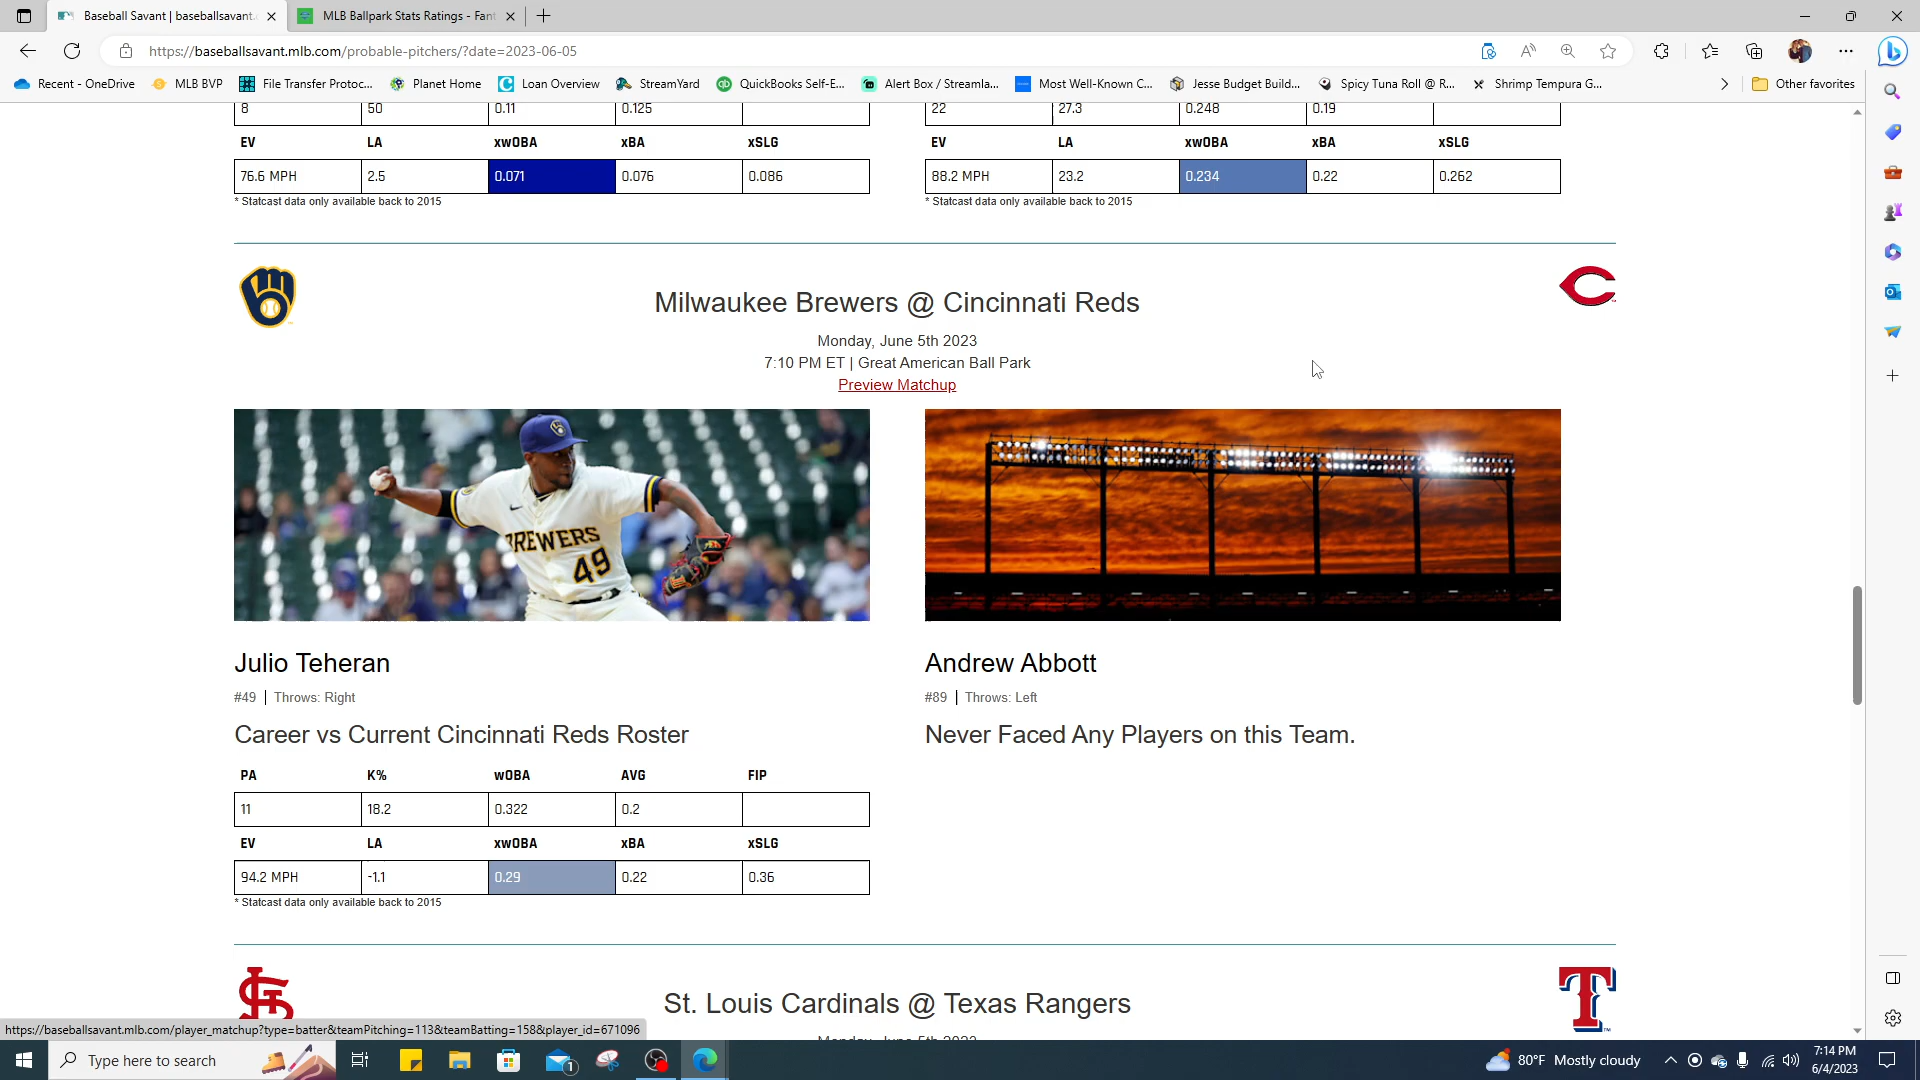 Baseball Savant | baseballsavant.
MLB Ballpark Stats Ratings - Fant
https://baseballsavant.mlb.com/probable-pitchers/?date=2023-06-05
Recent - OneDrive
MLB BVP
File Transfer Protoc...
Planet Home
Loan Overview
StreamYard
QuickBooks Self-E...
Alert Box / Streamla...
Most Well-Known C...
Jesse Budget Build...
Spicy Tuna Roll @ R...
Shrimp Tempura G...
Other favorites
8 50 0.11 0.125
EV LA xwOBA xBA xSLG
76.6 MPH 2.5 0.071 0.076 0.086
* Statcast data only available back to 2015
22 27.3 0.248 0.19
EV LA xwOBA xBA xSLG
88.2 MPH 23.2 0.234 0.22 0.262
* Statcast data only available back to 2015
Milwaukee Brewers @ Cincinnati Reds
Monday, June 5th 2023
7:10 PM ET | Great American Ball Park
Preview Matchup
BREWERS
49
Julio Teheran
#49 | Throws: Right
Career vs Current Cincinnati Reds Roster
PA K% wOBA AVG FIP
11 18.2 0.322 0.2
EV LA xwOBA xBA xSLG
94.2 MPH -1.1 0.29 0.22 0.36
* Statcast data only available back to 2015
Andrew Abbott
#89 | Throws: Left
Never Faced Any Players on this Team.
St. Louis Cardinals @ Texas Rangers
Monday, June 5th 2023
https://baseballsavant.mlb.com/player_matchup?type=batter&teamPitching=113&teamBatting=158&player_id=671096
Type here to search
1
80°F Mostly cloudy
7:14 PM
6/4/2023